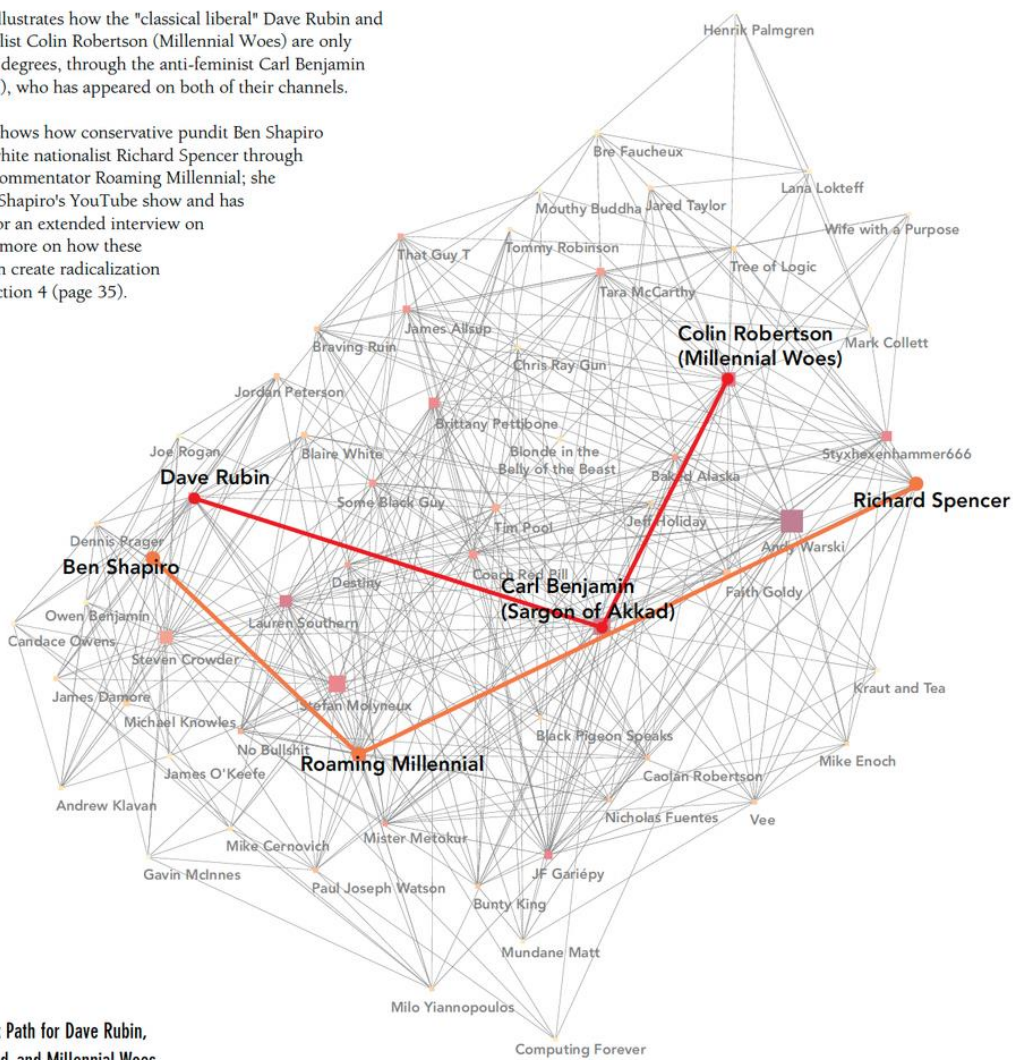 llustrates how the "classical liberal" Dave Rubin and
list Colin Robertson (Millennial Woes) are only
degrees, through the anti-feminist Carl Benjamin
), who has appeared on both of their channels.
hows how conservative pundit Ben Shapiro
hite nationalist Richard Spencer through
ommentator Roaming Millennial; she
Shapiro's YouTube show and has
or an extended interview on
more on how these
n create radicalization
ction 4 (page 35).
Henrik Palmgren
Bre Faucheux
Lana Lokteff
Mouthy Buddha
Jared Taylor
Wife with a Purpose
That Guy T
Tommy Robinson
Tree of Logic
Tara McCarthy
James Allsup
Colin Robertson
(Millennial Woes)
Braving Ruin
Mark Collett
Chris Ray Gun
Jordan Peterson
Brittany Pettibone
Joe Rogan
Blaire White
Blonde in the
Belly of the Beast
Styxhexenhammer666
Dave Rubin
Baked Alaska
Some Black Guy
Richard Spencer
Tim Pool
Jeff Holiday
Dennis Prager
Andy Warski
Ben Shapiro
Destiny
Coach Red Pill
Carl Benjamin
(Sargon of Akkad)
Faith Goldy
Owen Benjamin
Lauren Southern
Candace Owens
Steven Crowder
Kraut and Tea
James Damore
Stefan Molyneux
Michael Knowles
Black Pigeon Speaks
No Bullshit
Roaming Millennial
Mike Enoch
James O'Keefe
Caolan Robertson
Andrew Klavan
Nicholas Fuentes
Vee
Mike Cernovich
Mister Metokur
Gavin McInnes
JF Gariépy
Paul Joseph Watson
Bunty King
Mundane Matt
Milo Yiannopoulos
Path for Dave Rubin,
d, and Millennial Woes
Computing Forever